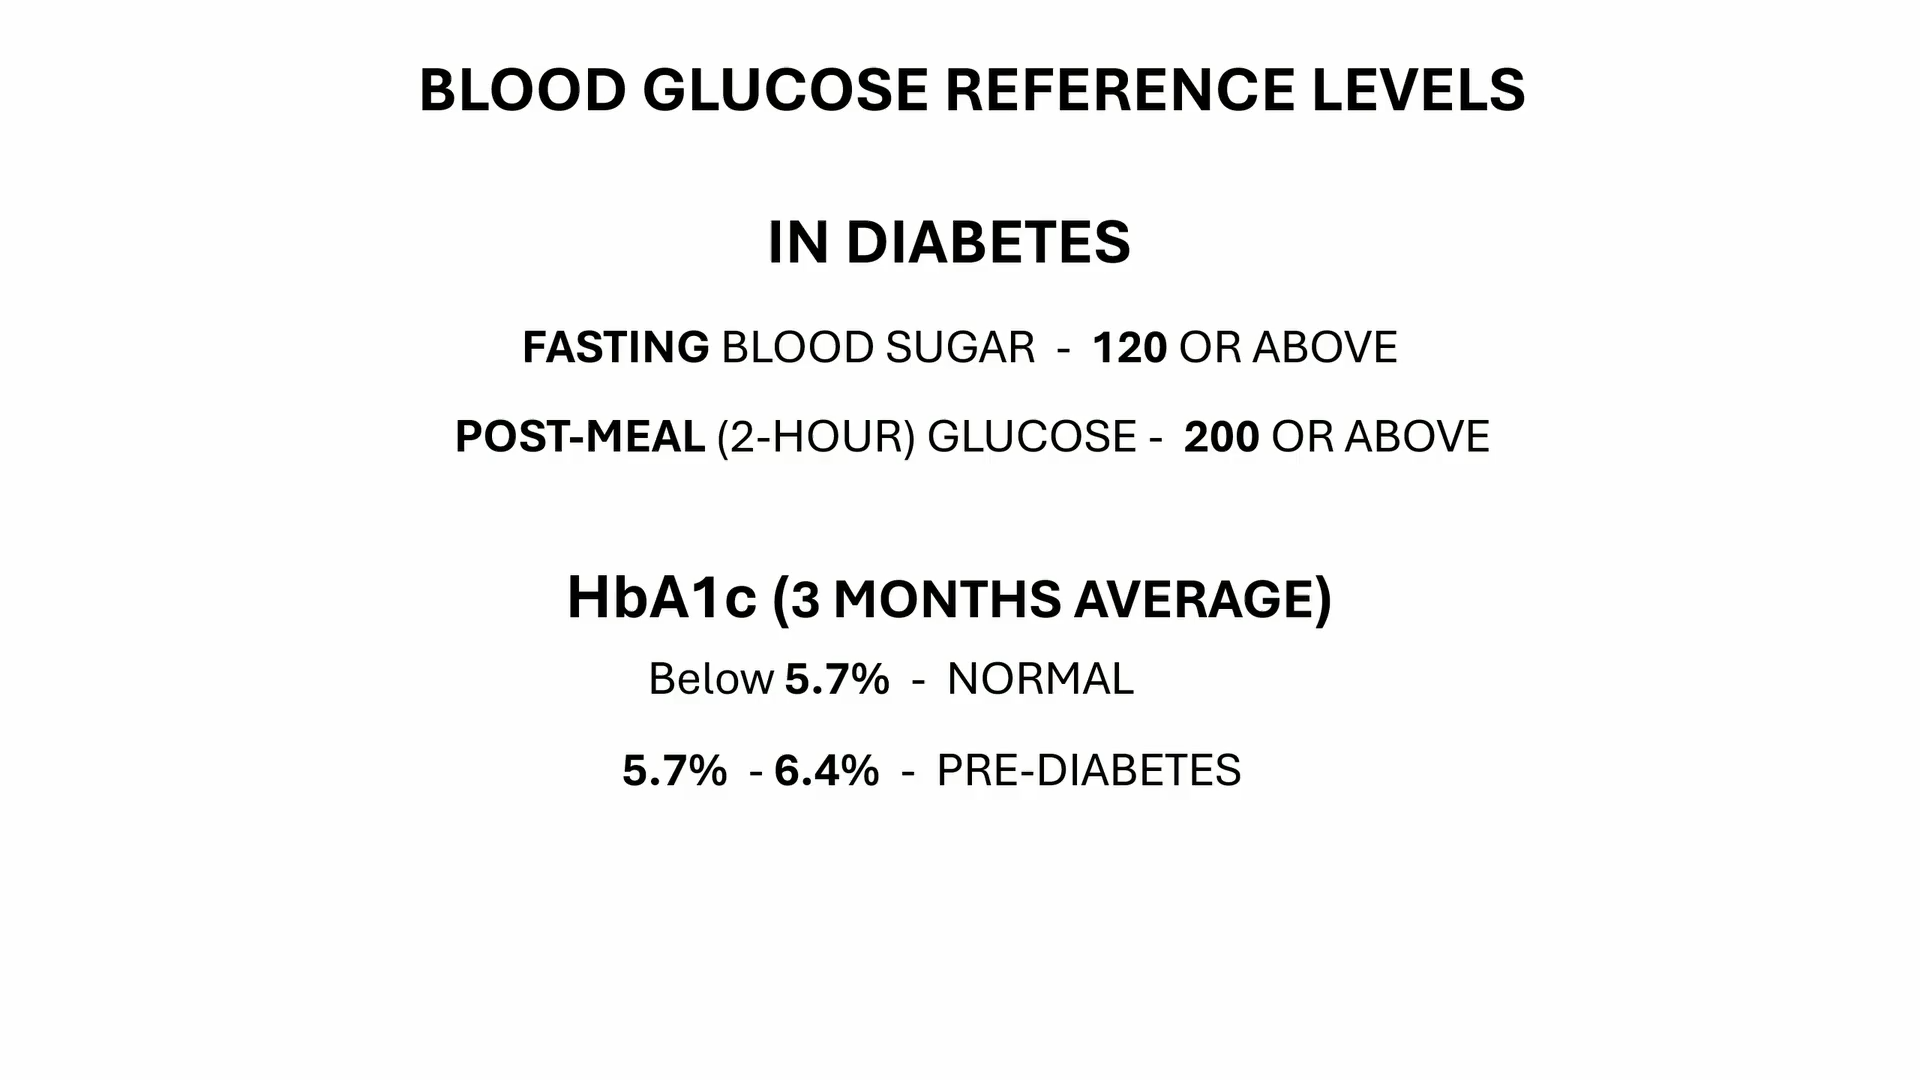 BLOOD GLUCOSE REFERENCE LEVELS
IN DIABETES
FASTING BLOOD SUGAR - 120 OR ABOVE
POST-MEAL (2-HOUR) GLUCOSE - 200 OR ABOVE
HbA1c (3 MONTHS AVERAGE)
Below 5.7% - NORMAL
5.7% - 6.4% - PRE-DIABETES